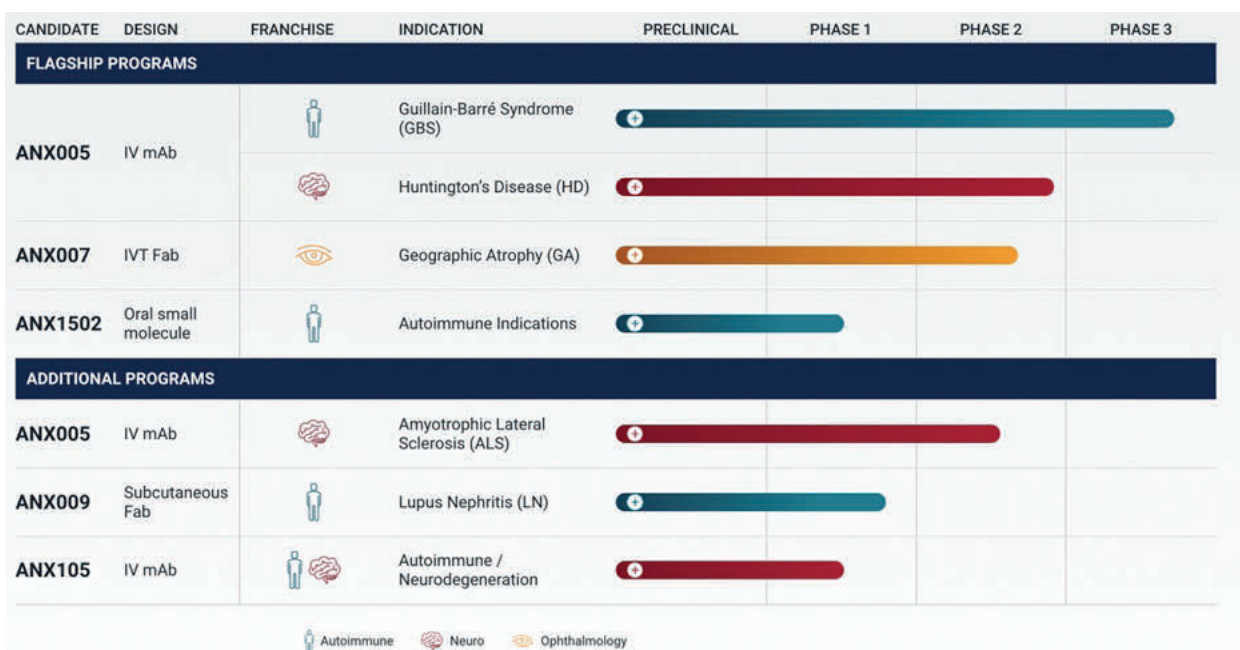 CANDIDATE DESIGN FRANCHISE INDICATION PRECLINICAL PHASE 1 PHASE 2 PHASE 3
FLAGSHIP PROGRAMS
ANX005 IV mAb
Guillain-Barré Syndrome
(GBS)
Huntington's Disease (HD)
ANX007 IVT Fab Geographic Atrophy (GA)
ANX1502 Oral small
molecule
Autoimmune Indications
ADDITIONAL PROGRAMS
ANX005 IV mAb
Amyotrophic Lateral
Sclerosis (ALS)
ANX009 Subcutaneous
Fab
Lupus Nephritis (LN)
ANX105 IV mAb
Autoimmune /
Neurodegeneration
Autoimmune Neuro Ophthalmology